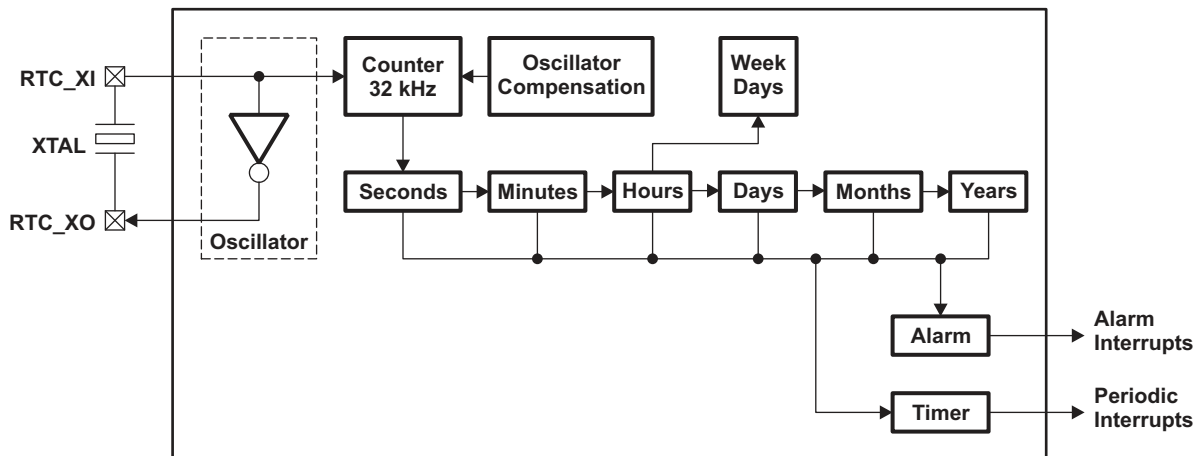 RTC_XI
XTAL
RTC_XO
Oscillator
Counter
32 kHz
Oscillator
Compensation
Week
Days
Seconds
Minutes
Hours
Days
Months
Years
Alarm
Alarm
Interrupts
Timer
Periodic
Interrupts